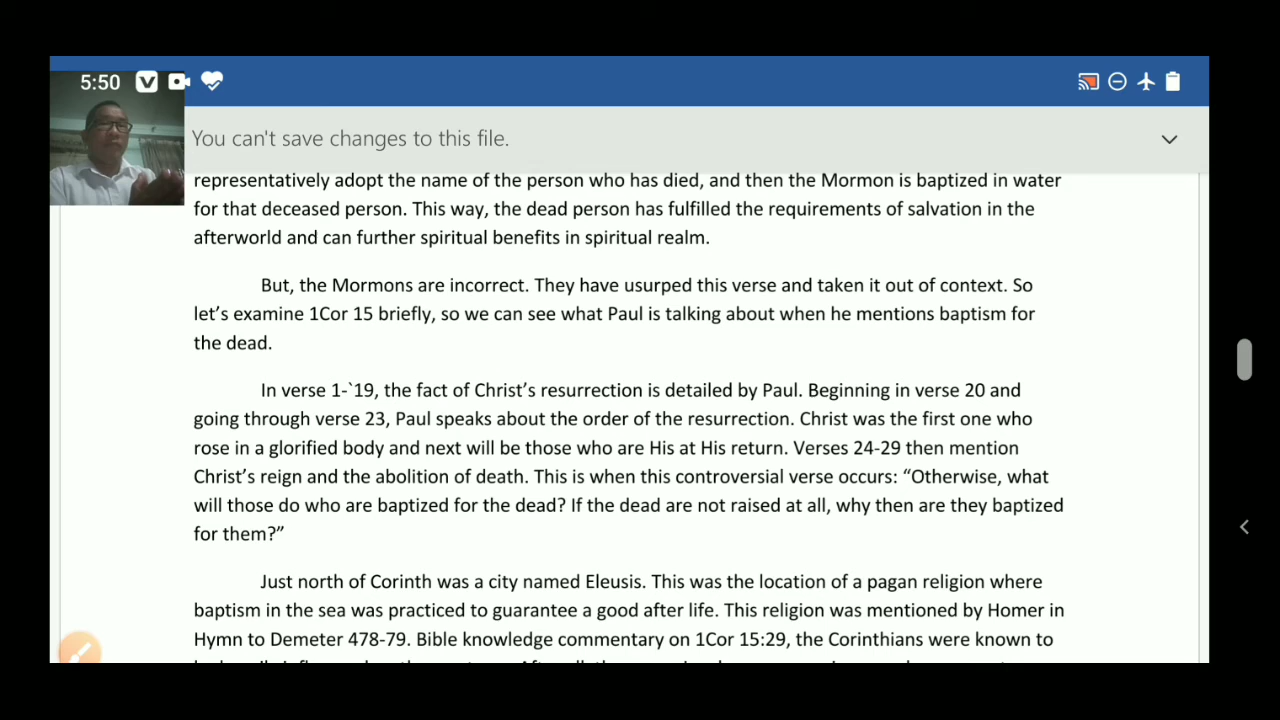 5:50
You can't save changes to this file.
representatively adopt the name of the person who has died, and then the Mormon is baptized in water
for that deceased person. This way, the dead person has fulfilled the requirements of salvation in the
afterworld and can further spiritual benefits in spiritual realm.
But, the Mormons are incorrect. They have usurped this verse and taken it out of context. So
let's examine 1Cor 15 briefly, so we can see what Paul is talking about when he mentions baptism for
the dead.
In verse 1-`19, the fact of Christ's resurrection is detailed by Paul. Beginning in verse 20 and
going through verse 23, Paul speaks about the order of the resurrection. Christ was the first one who
rose in a glorified body and next will be those who are His at His return. Verses 24-29 then mention
Christ's reign and the abolition of death. This is when this controversial verse occurs: “Otherwise, what
will those do who are baptized for the dead? If the dead are not raised at all, why then are they baptized
for them?”
Just north of Corinth was a city named Eleusis. This was the location of a pagan religion where
baptism in the sea was practiced to guarantee a good after life. This religion was mentioned by Homer in
Hymn to Demeter 478-79. Bible knowledge commentary on 1Cor 15:29, the Corinthians were known to